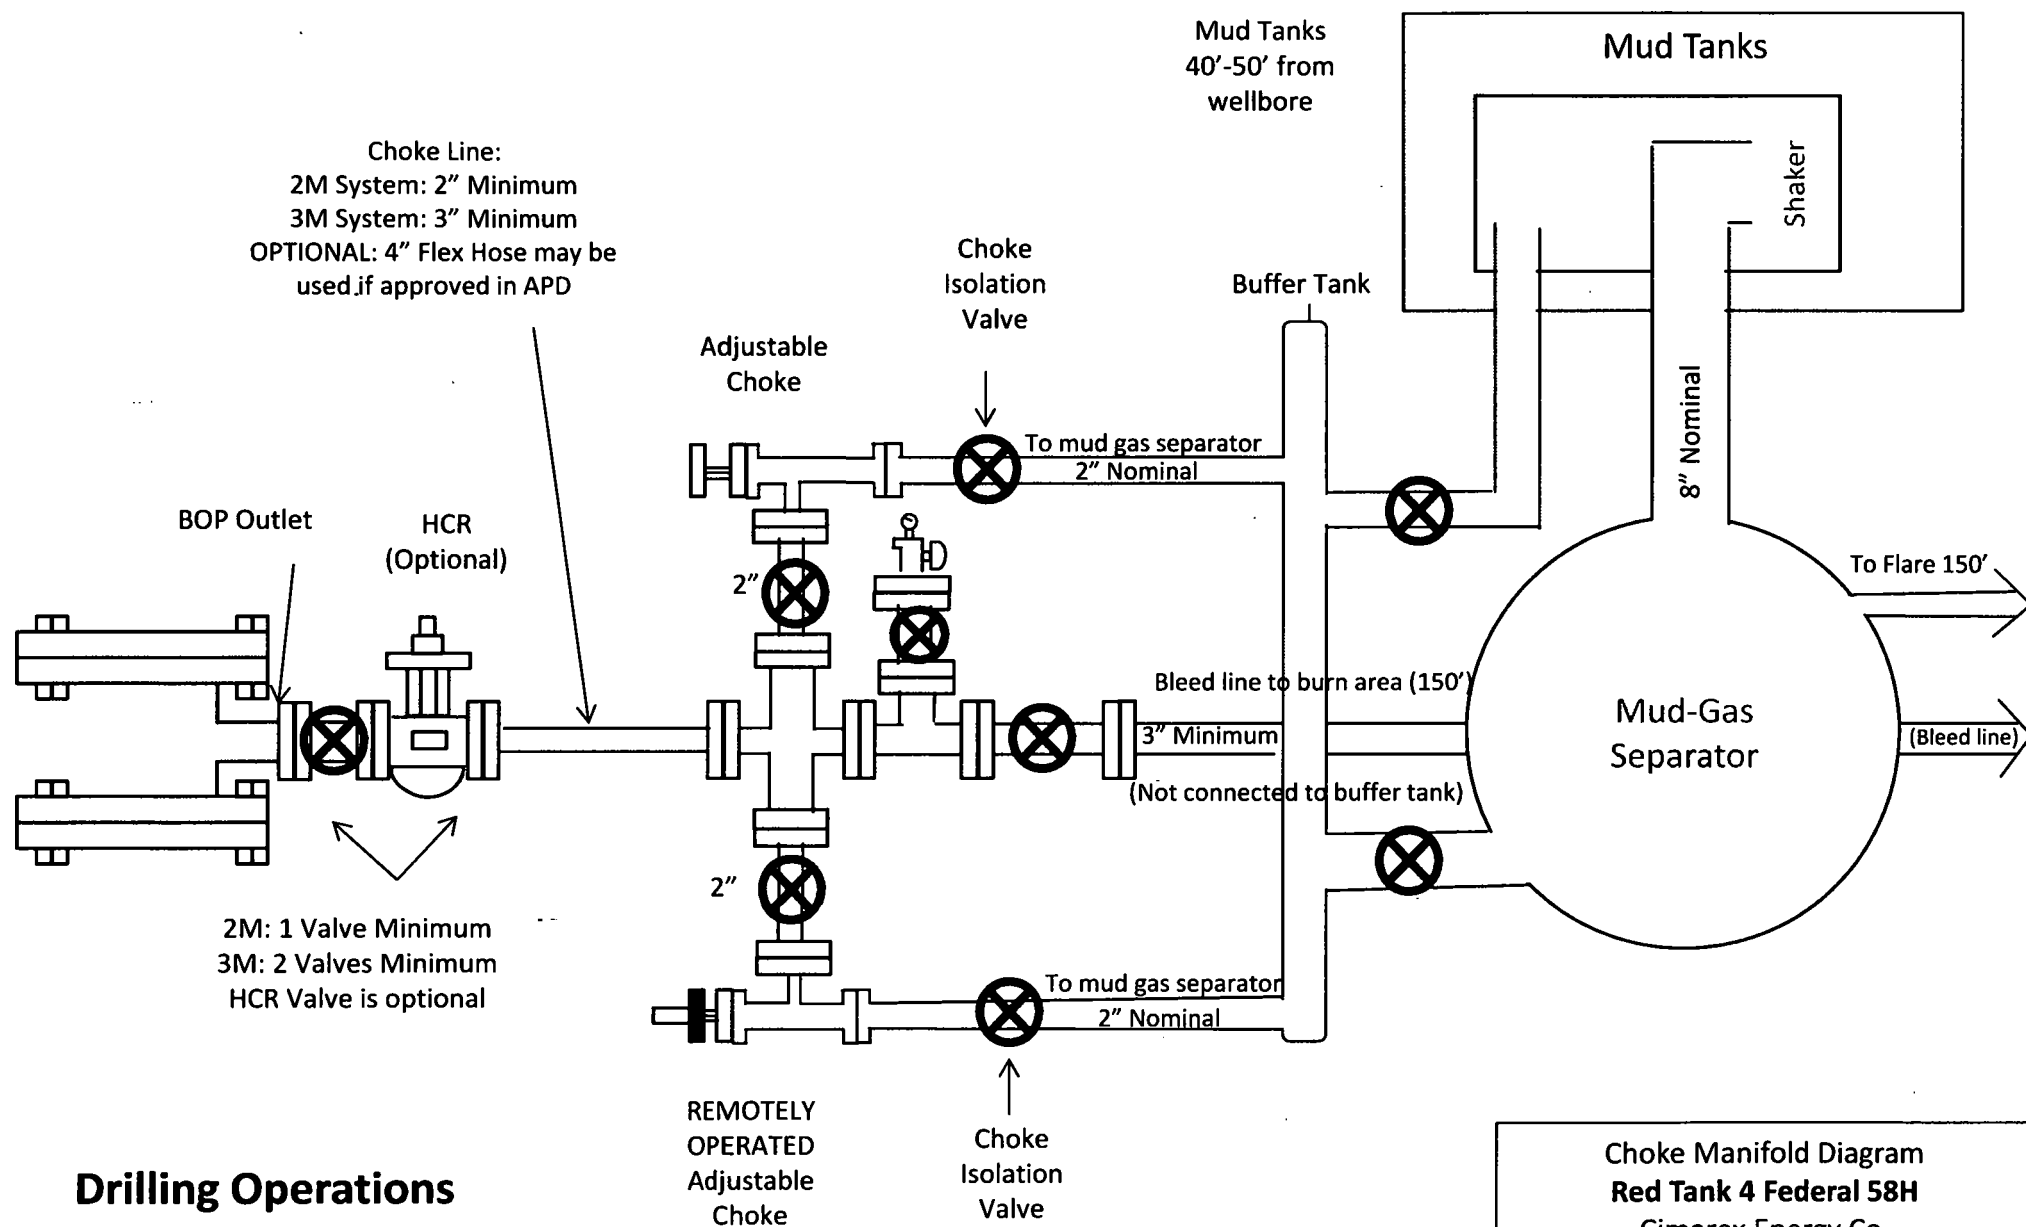 Mud Tanks
40′-50′ from
wellbore
Mud Tanks
Shaker
Choke Line:
2M System: 2″ Minimum
3M System: 3″ Minimum
OPTIONAL: 4″ Flex Hose may be
used if approved in APD
Choke
Isolation
Valve
Buffer Tank
Adjustable
Choke
8″ Nominal
To mud gas separator
2″ Nominal
BOP Outlet
HCR
(Optional)
2″
To Flare 150′
Bleed line to burn area (150′)
3″ Minimum
(Not connected to buffer tank)
Mud-Gas
Separator
(Bleed line)
2″
2M: 1 Valve Minimum
3M: 2 Valves Minimum
HCR Valve is optional
To mud gas separator
2″ Nominal
REMOTELY
OPERATED
Adjustable
Choke
Choke
Isolation
Valve
Drilling Operations
Choke Manifold Diagram
Red Tank 4 Federal 58H
Cimarex Energy Co.